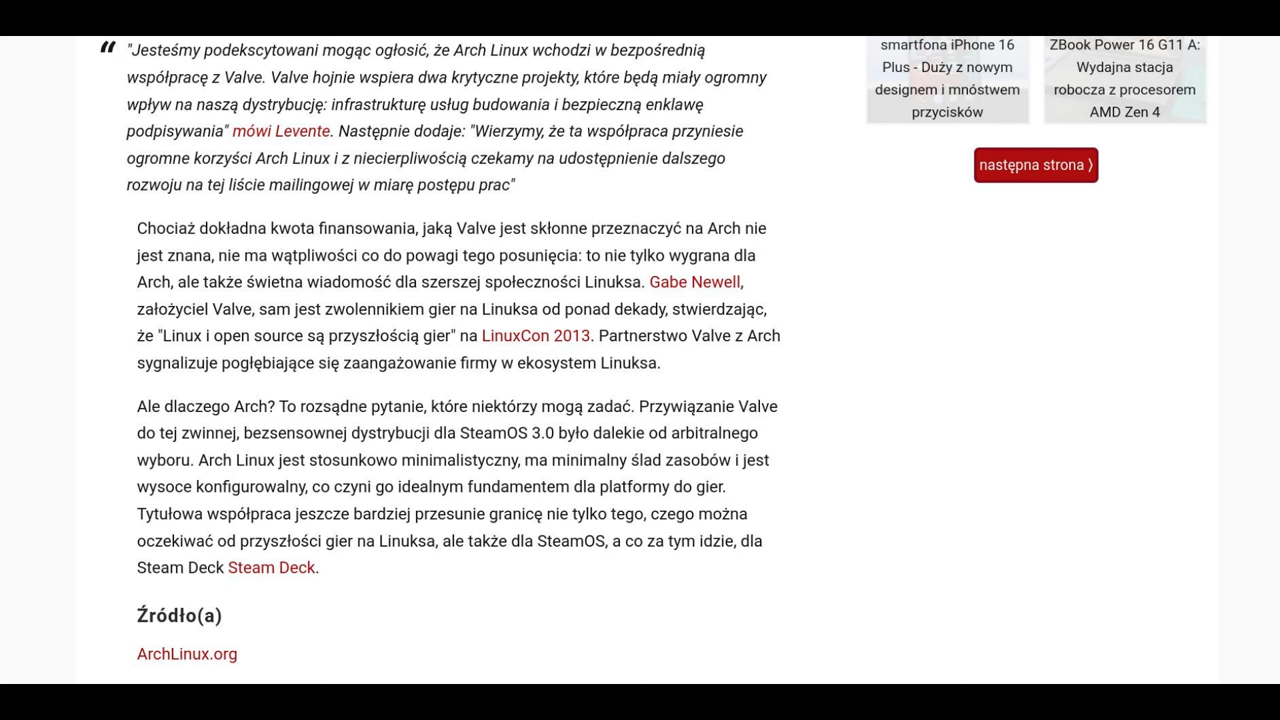 “ "Jesteśmy podekscytowani mogąc ogłosić, że Arch Linux wchodzi w bezpośrednią
współpracę z Valve. Valve hojnie wspiera dwa krytyczne projekty, które będą miały ogromny
wpływ na naszą dystrybucję: infrastrukturę usług budowania i bezpieczną enklawę
podpisywania" mówi Levente. Następnie dodaje: "Wierzymy, że ta współpraca przyniesie
ogromne korzyści Arch Linux i z niecierpliwością czekamy na udostępnienie dalszego
rozwoju na tej liście mailingowej w miarę postępu prac"
Chociaż dokładna kwota finansowania, jaką Valve jest skłonne przeznaczyć na Arch nie
jest znana, nie ma wątpliwości co do powagi tego posunięcia: to nie tylko wygrana dla
Arch, ale także świetna wiadomość dla szerszej społeczności Linuksa. Gabe Newell,
założyciel Valve, sam jest zwolennikiem gier na Linuksa od ponad dekady, stwierdzając,
że "Linux i open source są przyszłością gier" na LinuxCon 2013. Partnerstwo Valve z Arch
sygnalizuje pogłębiające się zaangażowanie firmy w ekosystem Linuksa.
Ale dlaczego Arch? To rozsądne pytanie, które niektórzy mogą zadać. Przywiązanie Valve
do tej zwinnej, bezsensownej dystrybucji dla SteamOS 3.0 było dalekie od arbitralnego
wyboru. Arch Linux jest stosunkowo minimalistyczny, ma minimalny ślad zasobów i jest
wysoce konfigurowalny, co czyni go idealnym fundamentem dla platformy do gier.
Tytułowa współpraca jeszcze bardziej przesunie granicę nie tylko tego, czego można
oczekiwać od przyszłości gier na Linuksa, ale także dla SteamOS, a co za tym idzie, dla
Steam Deck Steam Deck.
Źródło(a)
ArchLinux.org
smartfona iPhone 16
Plus - Duży z nowym
designem i mnóstwem
przycisków
ZBook Power 16 G11 A:
Wydajna stacja
robocza z procesorem
AMD Zen 4
następna strona ⟩